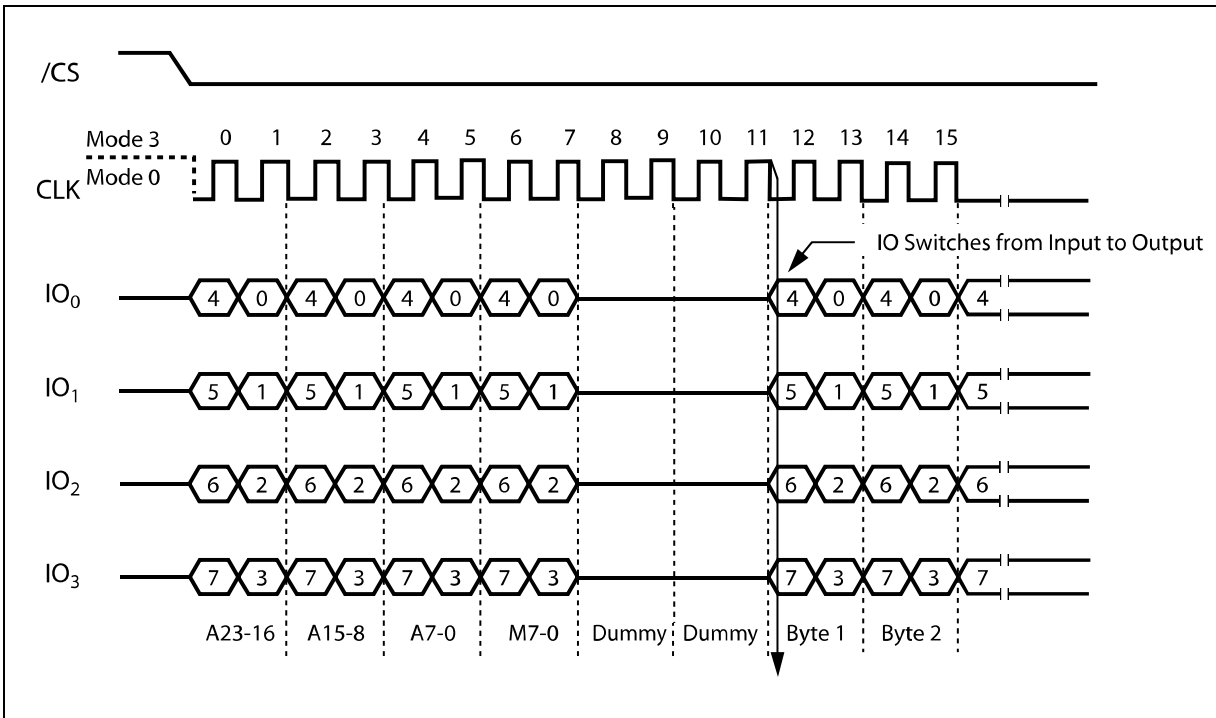 /CS
Mode 3 0 1 2 3 4 5 6 7 8 9 10 11 12 13 14 15
Mode 0
CLK
IO Switches from Input to Output
IO0 4 0 4 0 4 0 4 0 4 0 4 0 4
IO1 5 1 5 1 5 1 5 1 5 1 5 1 5
IO2 6 2 6 2 6 2 6 2 6 2 6 2 6
IO3 7 3 7 3 7 3 7 3 7 3 7 3 7
A23-16 A15-8 A7-0 M7-0 Dummy Dummy Byte 1 Byte 2